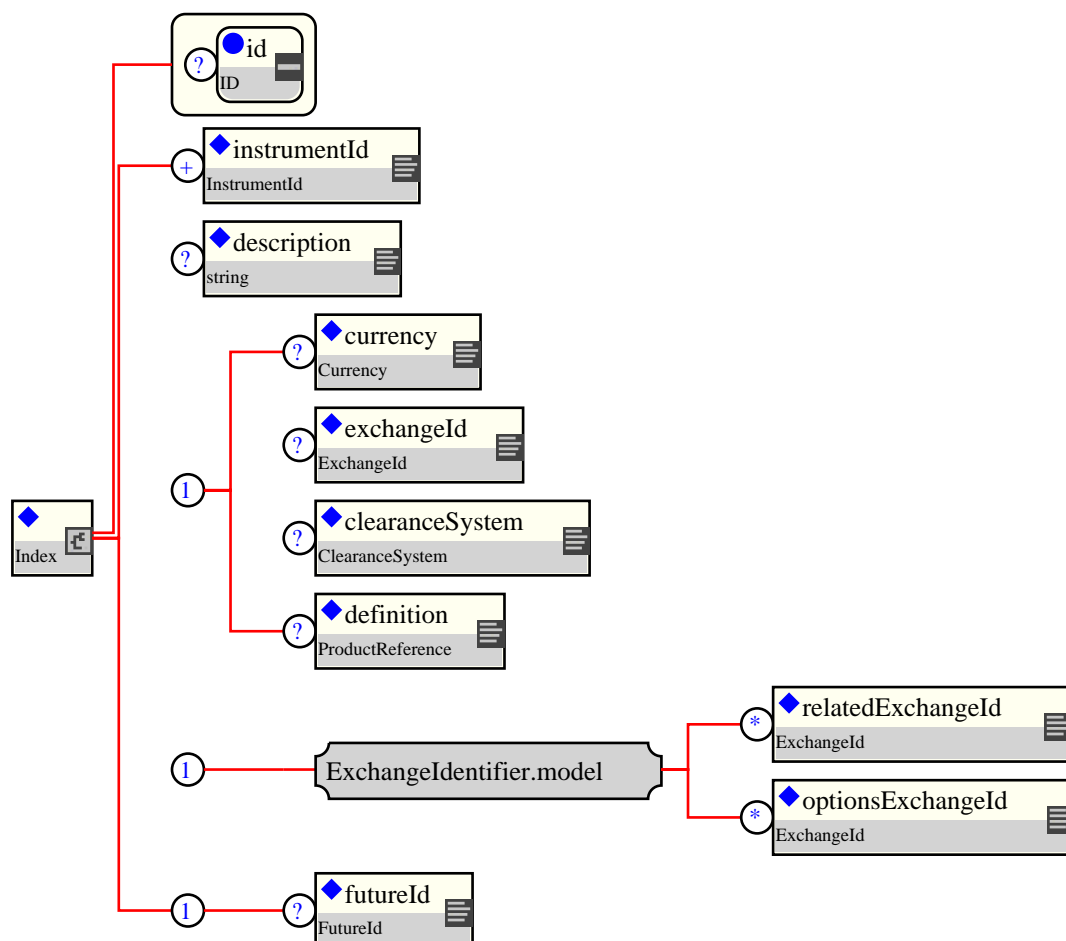 ?
id
ID
+
instrumentId
InstrumentId
?
description
string
?
currency
Currency
?
exchangeId
ExchangeId
1
Index
?
clearanceSystem
ClearanceSystem
?
definition
ProductReference
1
ExchangeIdentifier.model
*
relatedExchangeId
ExchangeId
*
optionsExchangeId
ExchangeId
1
?
futureId
FutureId